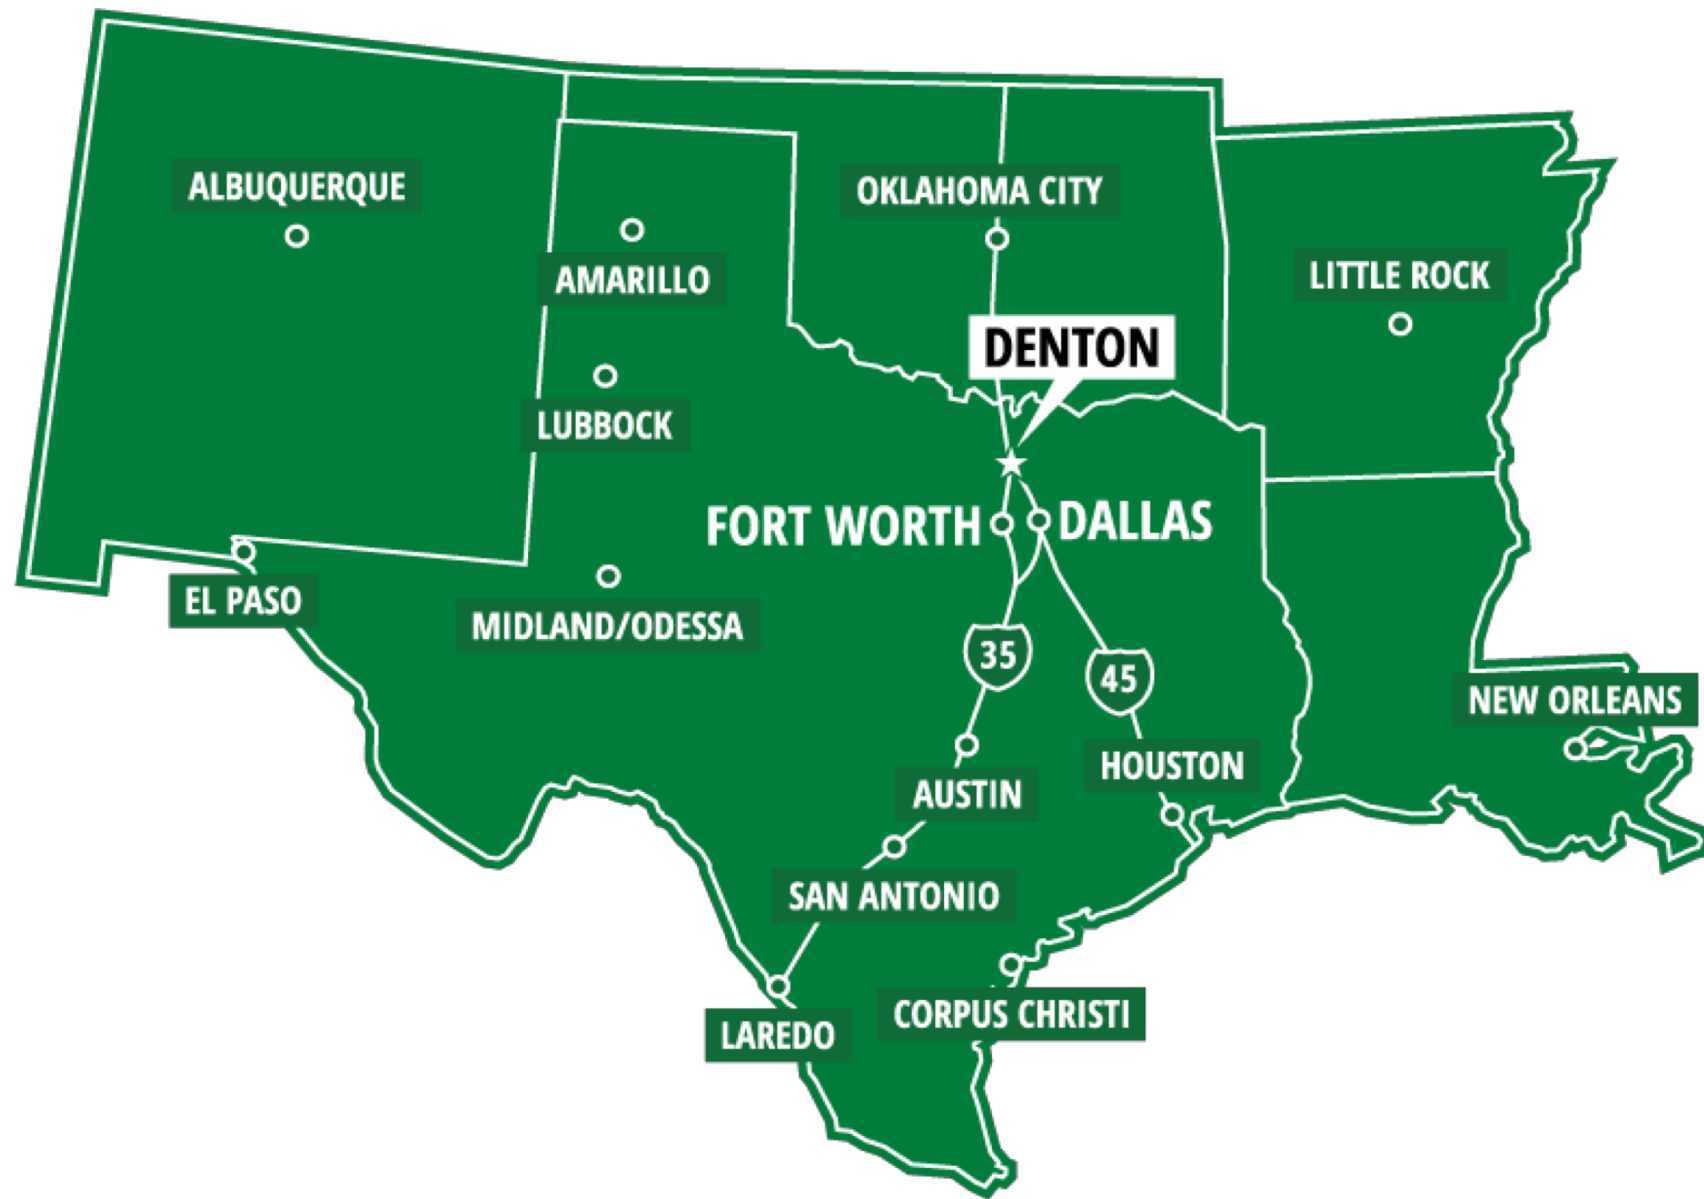 ALBUQUERQUE
OKLAHOMA CITY
AMARILLO
LITTLE ROCK
DENTON
LUBBOCK
FORT WORTH
DALLAS
EL PASO
MIDLAND/ODESSA
35
45
NEW ORLEANS
HOUSTON
AUSTIN
SAN ANTONIO
CORPUS CHRISTI
LAREDO